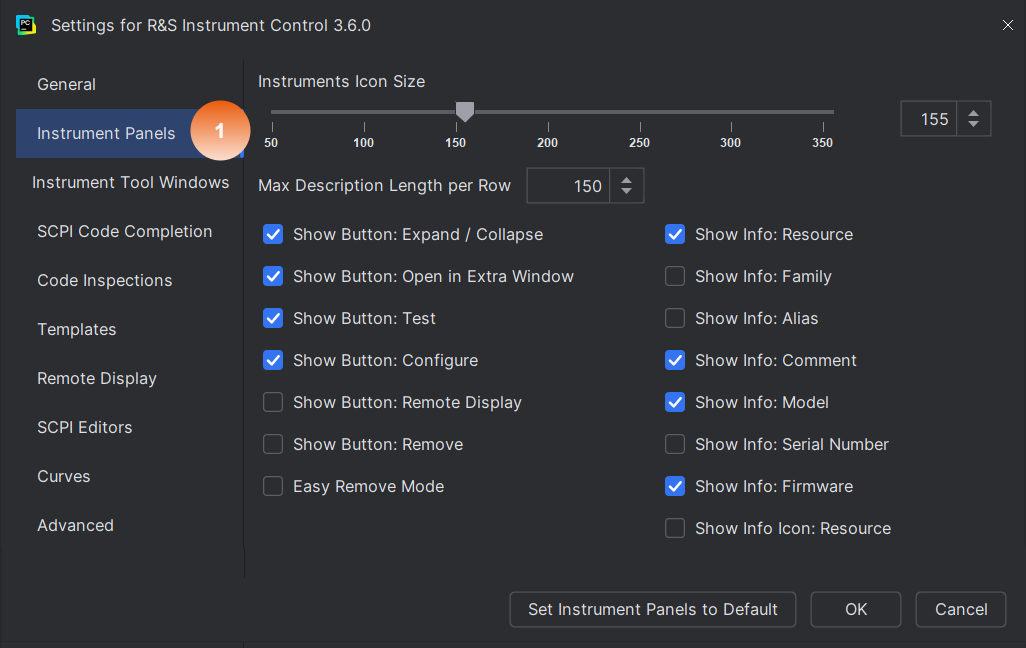 PC
Settings for R&S Instrument Control 3.6.0
General
Instrument Panels
1
Instrument Tool Windows
SCPI Code Completion
Code Inspections
Templates
Remote Display
SCPI Editors
Curves
Advanced
Instruments Icon Size
50 100 150 200 250 300 350
155
Max Description Length per Row 150
Show Button: Expand / Collapse
Show Button: Open in Extra Window
Show Button: Test
Show Button: Configure
Show Button: Remote Display
Show Button: Remove
Easy Remove Mode
Show Info: Resource
Show Info: Family
Show Info: Alias
Show Info: Comment
Show Info: Model
Show Info: Serial Number
Show Info: Firmware
Show Info Icon: Resource
Set Instrument Panels to Default OK Cancel